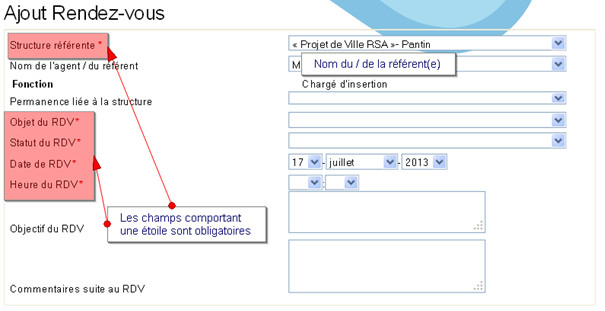 Ajout Rendez-vous
Structure référente * « Projet de Ville RSA »- Pantin
Nom de l'agent / du référent M Nom du / de la référent(e)
Fonction Chargé d'insertion
Permanence liée à la structure
Objet du RDV*
Statut du RDV*
Date de RDV* 17 - juillet - 2013
Heure du RDV* :
Les champs comportant
une étoile sont obligatoires
Objectif du RDV
Commentaires suite au RDV